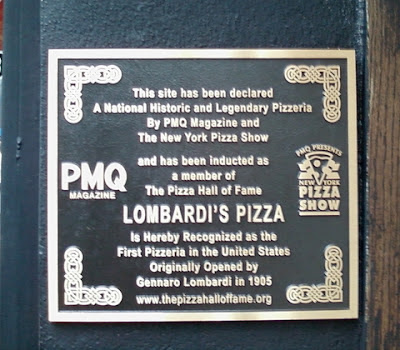 This site has been declared
A National Historic and Legendary Pizzeria
By PMQ Magazine and
The New York Pizza Show
and has been inducted as
a member of
The Pizza Hall of Fame
PMQ
MAGAZINE
PMQ PRESENTS
NEW YORK
PIZZA
SHOW
LOMBARDI'S PIZZA
Is Hereby Recognized as the
First Pizzeria in the United States
Originally Opened by
Gennaro Lombardi in 1905
www.thepizzahalloffame.org